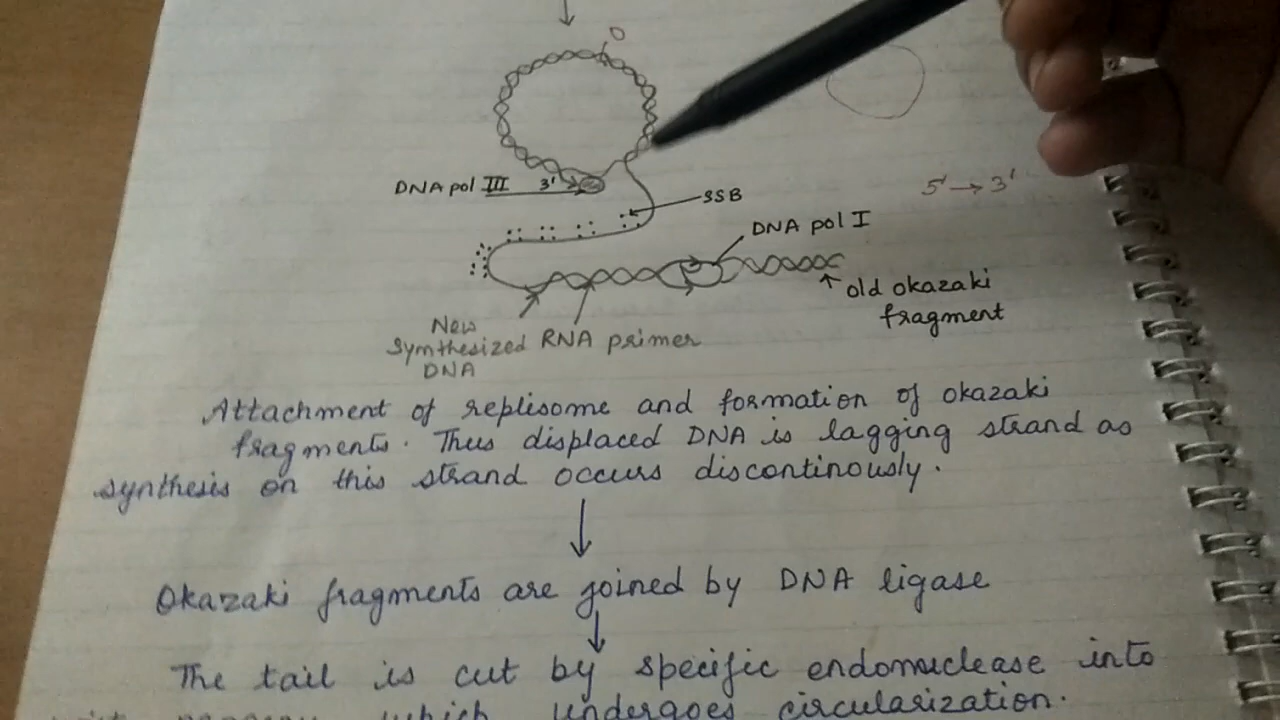 O
DNA pol III 3'
SSB
5' → 3'
DNA pol I
old okazaki
fragment
New
synthesized
DNA
RNA primer
Attachment of replisome and formation of okazaki
fragments. Thus displaced DNA is lagging strand as
synthesis on this strand occurs discontinously.
Okazaki fragments are joined by DNA ligase
The tail is cut by specific endonuclease into
which undergoes circularization.